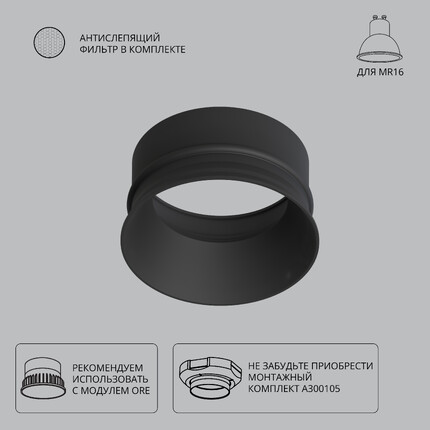 АНТИСЛЕПЯЩИЙ
ФИЛЬТР В КОМПЛЕКТЕ
ДЛЯ MR16
РЕКОМЕНДУЕМ
ИСПОЛЬЗОВАТЬ
С МОДУЛЕМ ORE
НЕ ЗАБУДЬТЕ ПРИОБРЕСТИ
МОНТАЖНЫЙ
КОМПЛЕКТ A300105